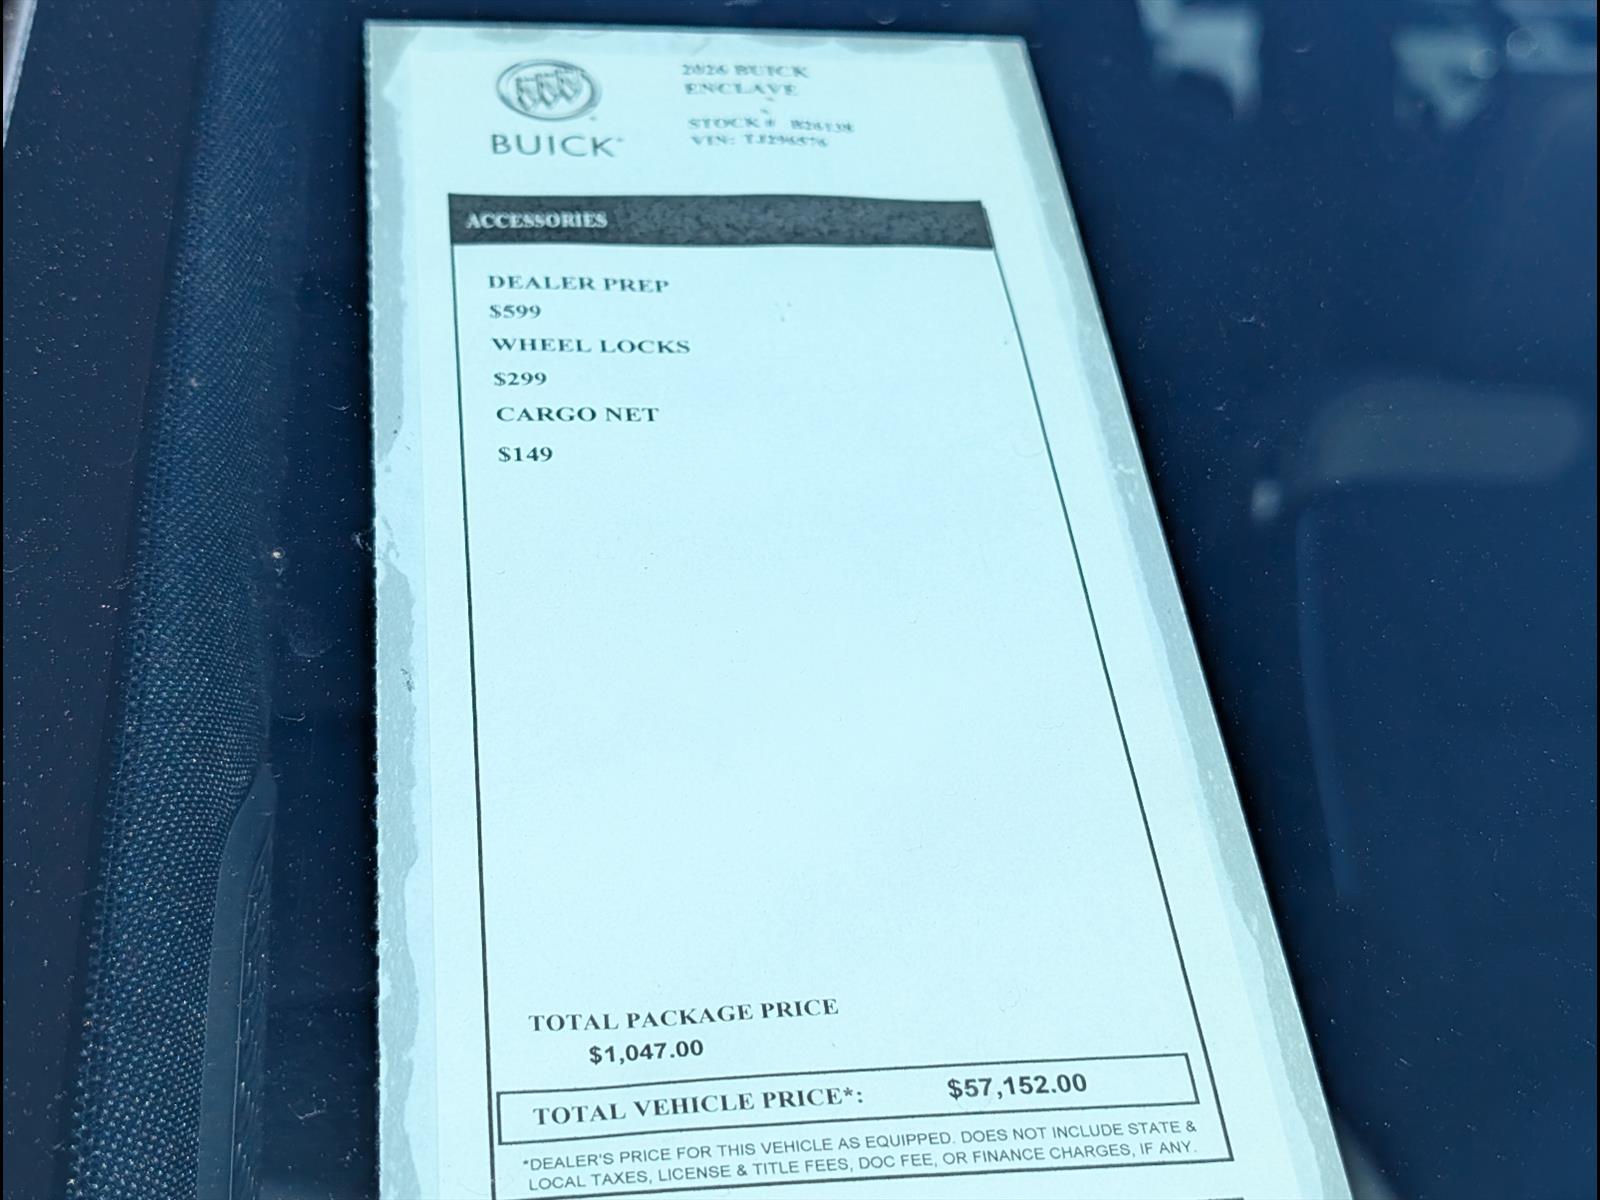 BUICK
2026 BUICK
ENCLAVE
STOCK#
VIN:
ACCESSORIES
DEALER PREP
$599
WHEEL LOCKS
$299
CARGO NET
$149
TOTAL PACKAGE PRICE
$1,047.00
TOTAL VEHICLE PRICE*: $57,152.00
*DEALER'S PRICE FOR THIS VEHICLE AS EQUIPPED. DOES NOT INCLUDE STATE &
LOCAL TAXES, LICENSE & TITLE FEES, DOC FEE, OR FINANCE CHARGES, IF ANY.